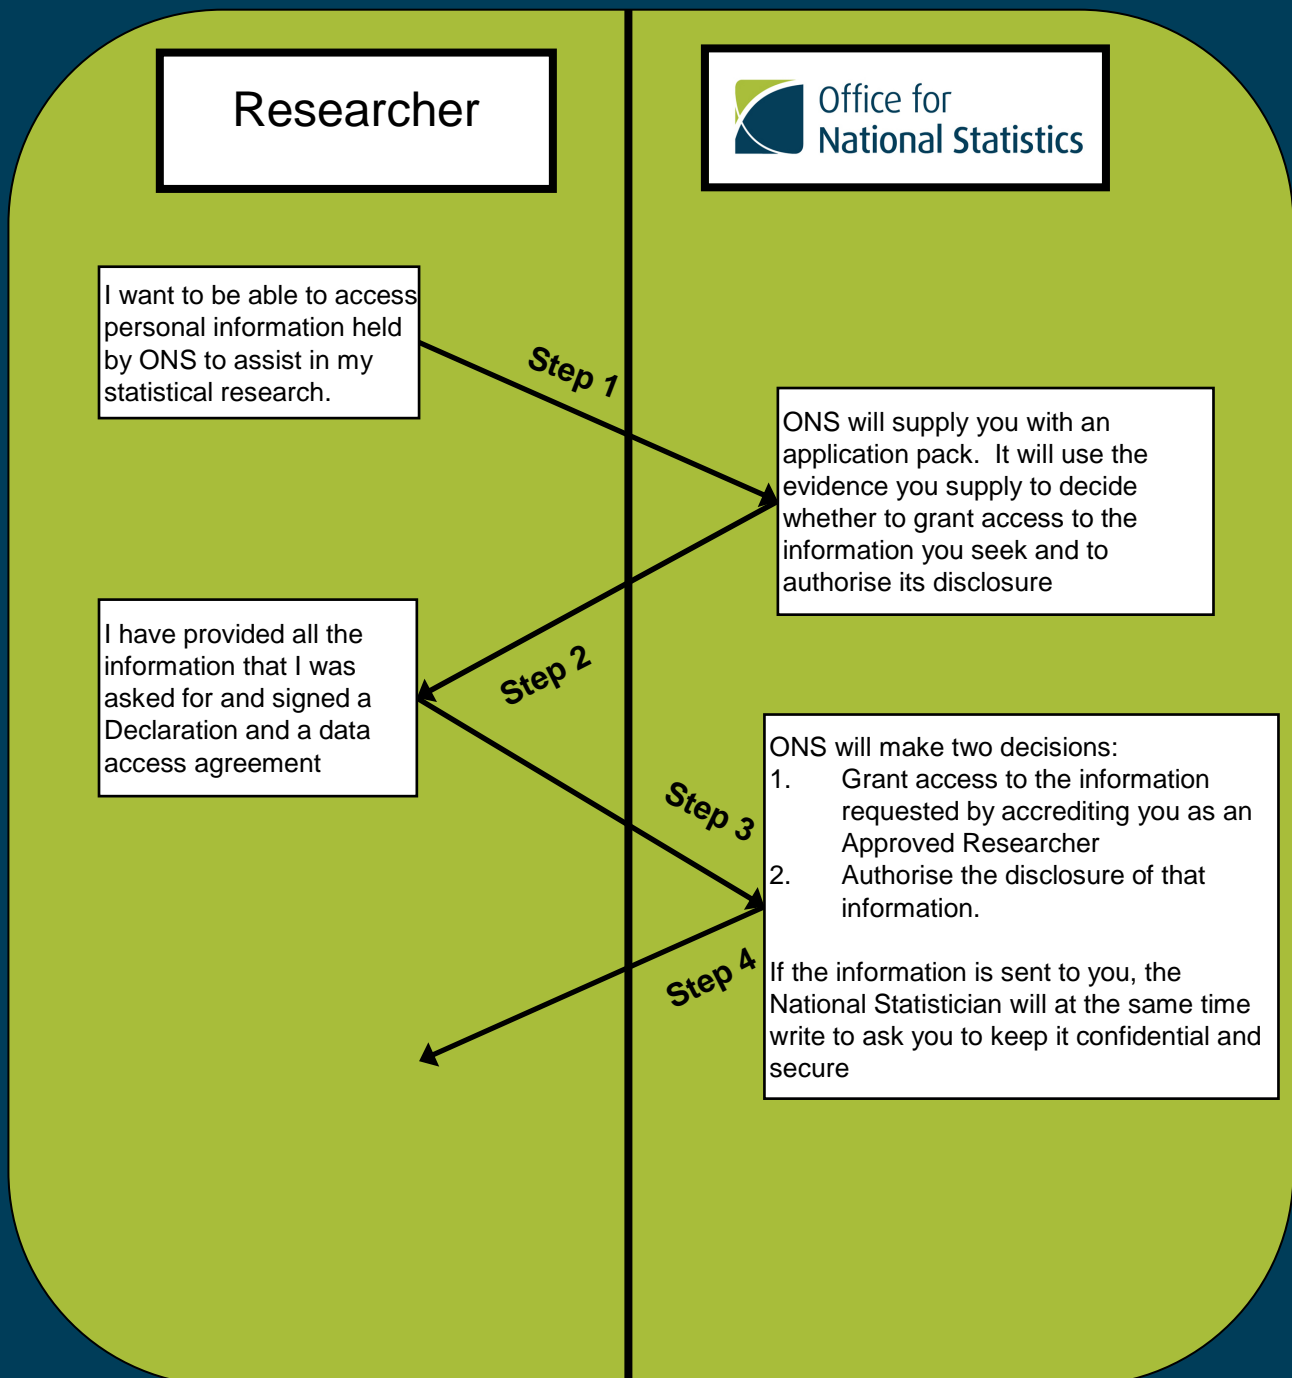 Researcher
Office for
National Statistics
I want to be able to access
personal information held
by ONS to assist in my
statistical research.
Step 1
ONS will supply you with an
application pack.  It will use the
evidence you supply to decide
whether to grant access to the
information you seek and to
authorise its disclosure
I have provided all the
information that I was
asked for and signed a
Declaration and a data
access agreement
Step 2
Step 3
ONS will make two decisions:
1. Grant access to the information
requested by accrediting you as an
Approved Researcher
2. Authorise the disclosure of that
information.
If the information is sent to you, the
National Statistician will at the same time
write to ask you to keep it confidential and
secure
Step 4